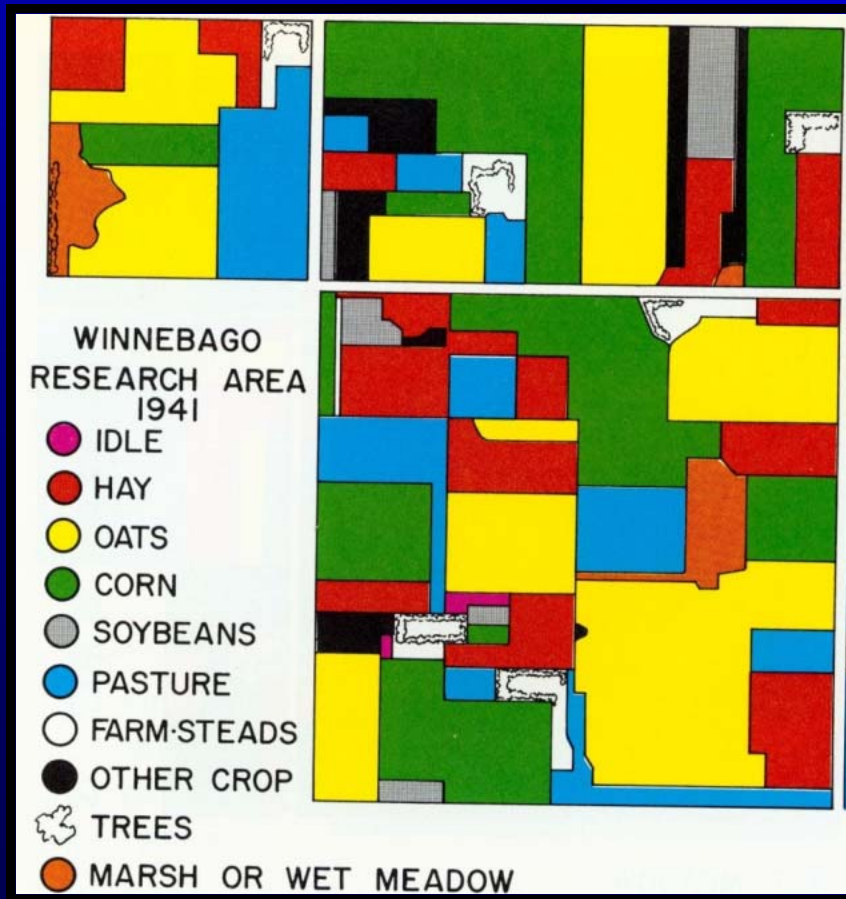 WINNEBAGO
RESEARCH AREA
1941
IDLE
HAY
OATS
CORN
SOYBEANS
PASTURE
FARM·STEADS
OTHER CROP
TREES
MARSH OR WET MEADOW